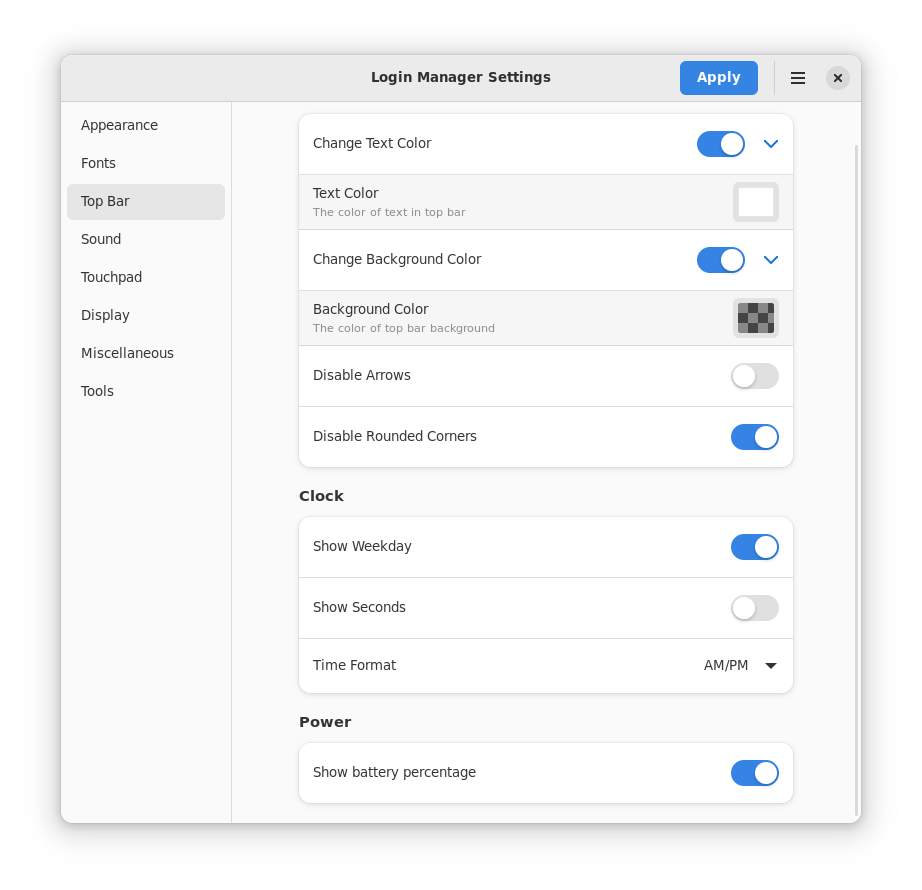 Login Manager Settings
Apply
Appearance
Fonts
Top Bar
Sound
Touchpad
Display
Miscellaneous
Tools
Change Text Color
Text Color
The color of text in top bar
Change Background Color
Background Color
The color of top bar background
Disable Arrows
Disable Rounded Corners
Clock
Show Weekday
Show Seconds
Time Format AM/PM
Power
Show battery percentage